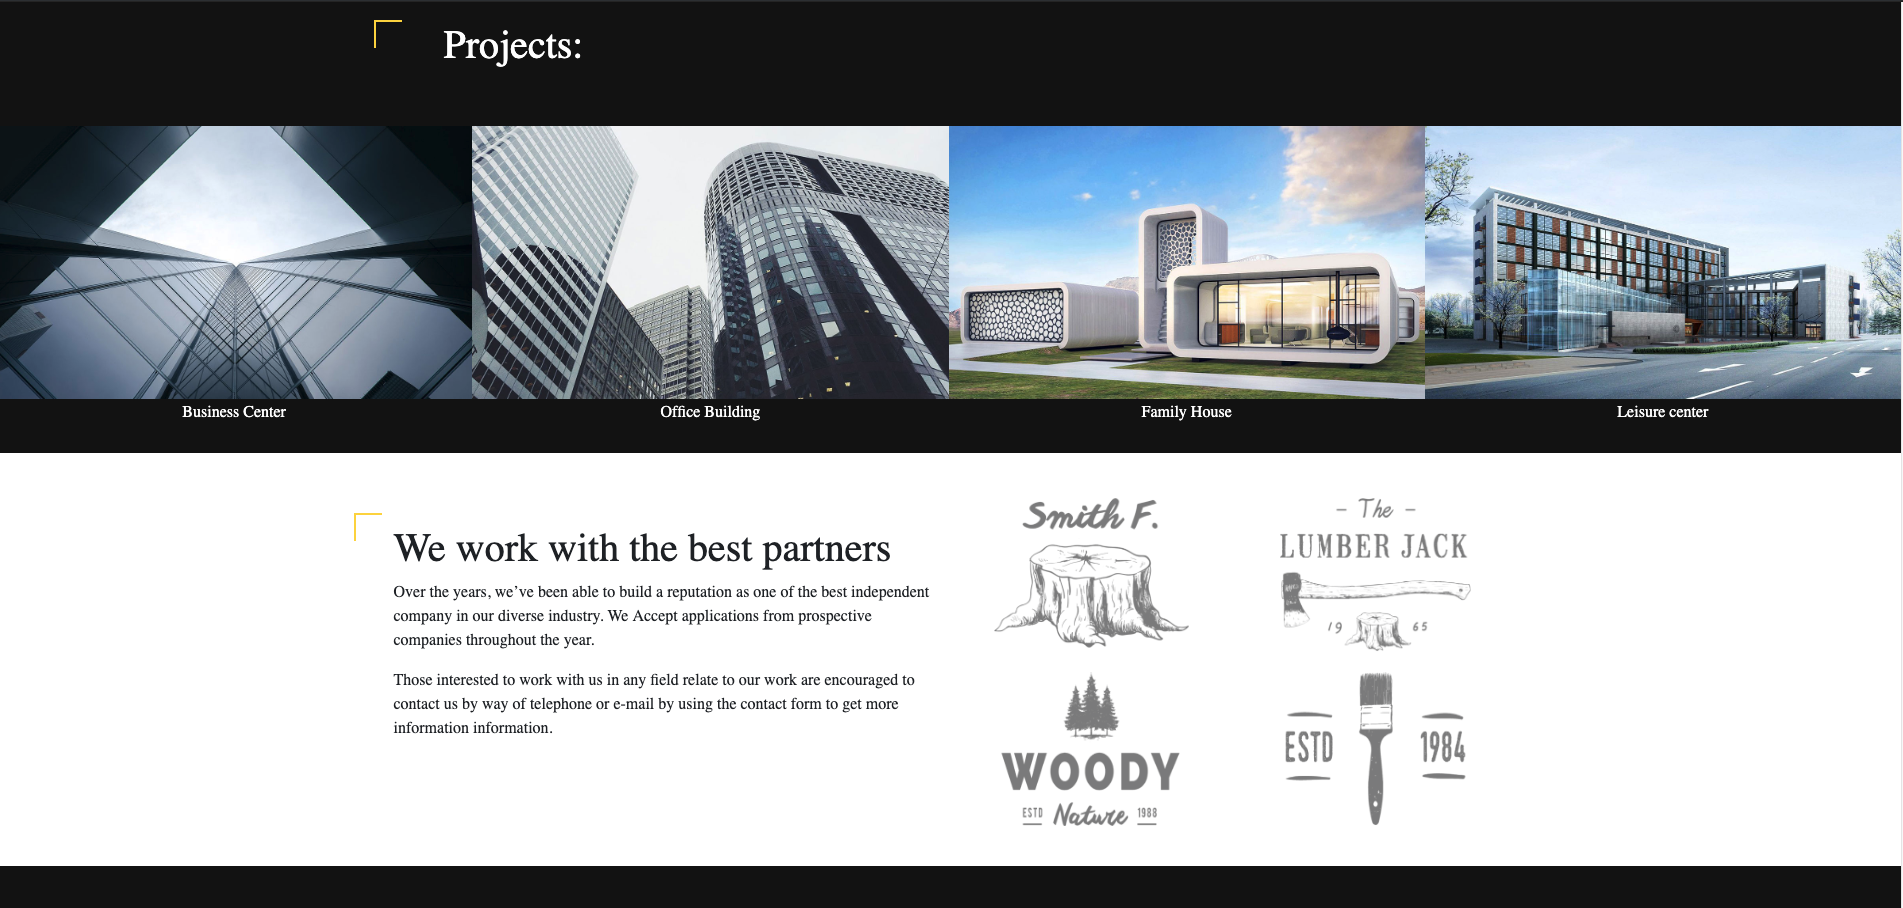 Projects:
Business Center
Office Building
Family House
Leisure center
We work with the best partners
Over the years, we've been able to build a reputation as one of the best independent
company in our diverse industry. We Accept applications from prospective
companies throughout the year.
Those interested to work with us in any field relate to our work are encouraged to
contact us by way of telephone or e-mail by using the contact form to get more
information information.
Smith F.
- The -
LUMBER JACK
19 65
WOODY
ESTD Nature 1988
ESTD 1984